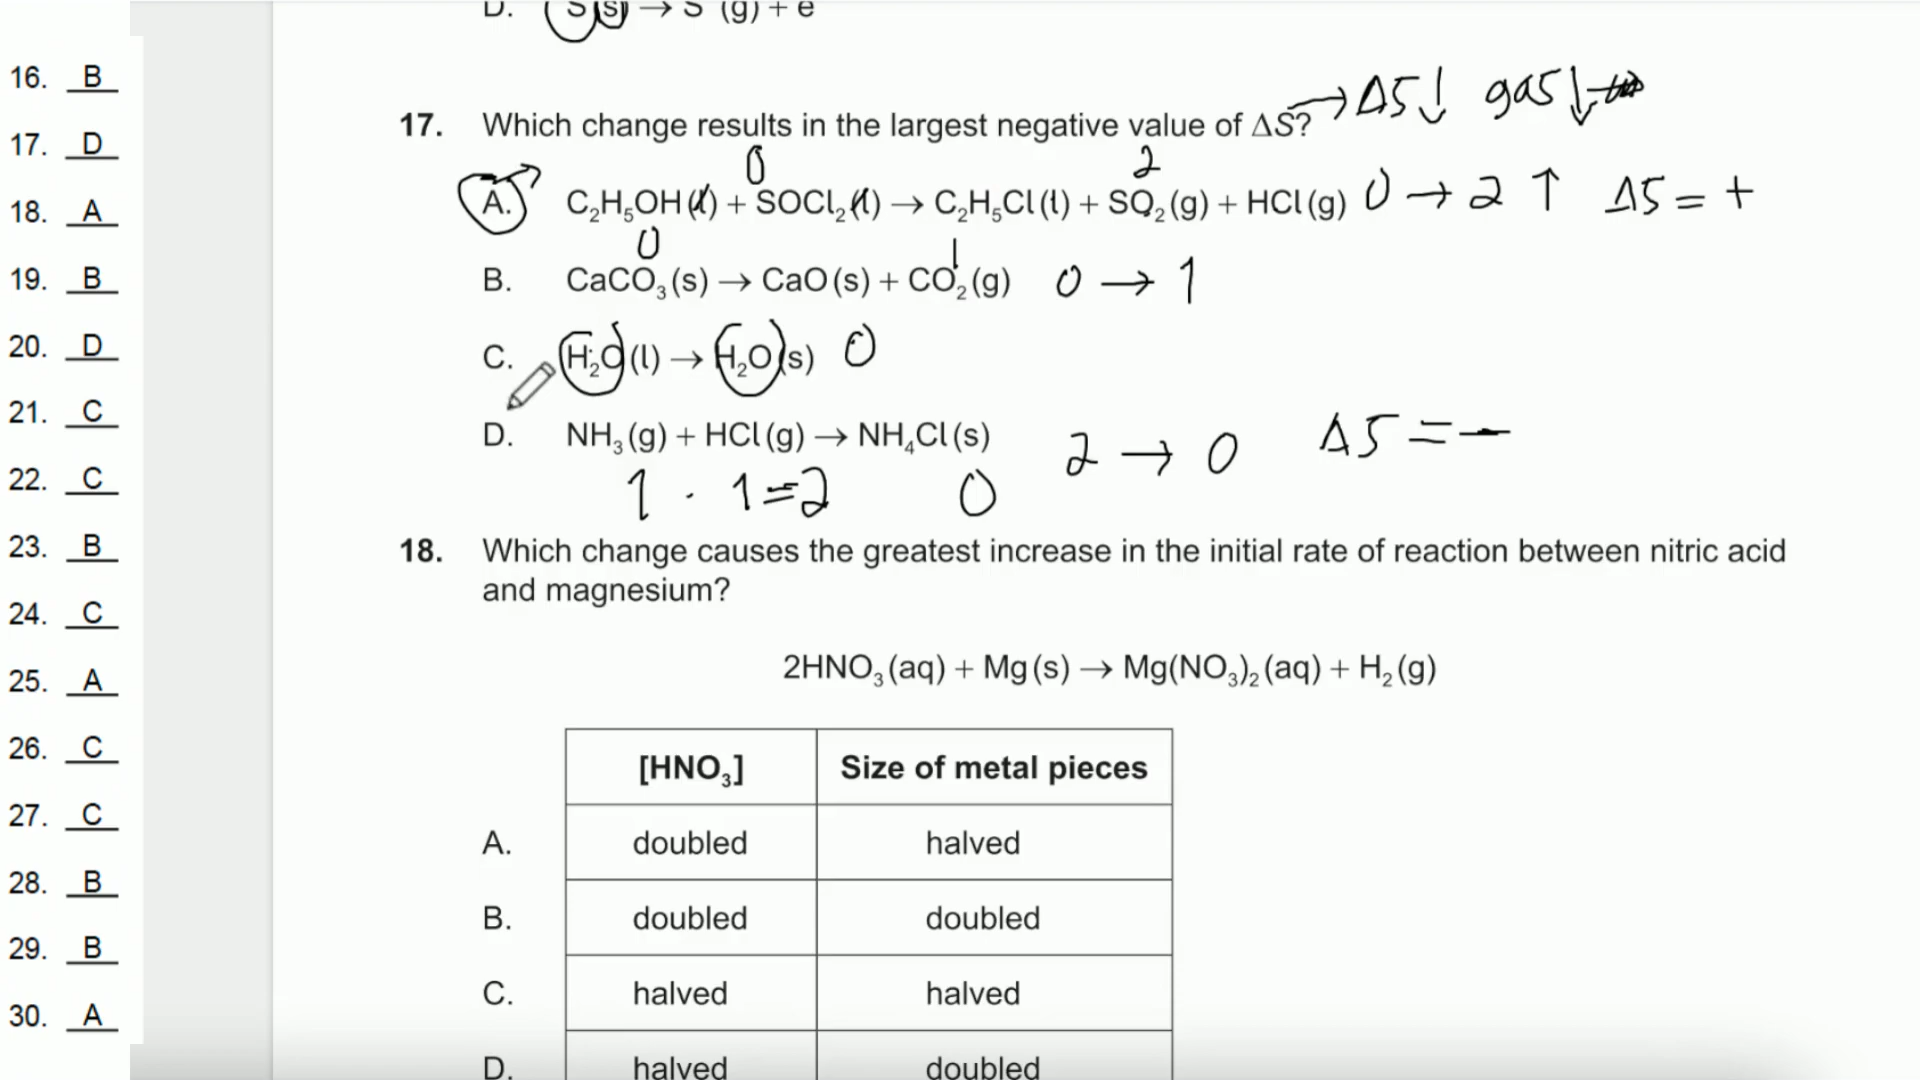 D. S(s) → S (g) + e
17. Which change results in the largest negative value of ΔS? → ΔS↓ gas↓
0 2
A. C₂H₅OH(l) + SOCl₂(l) → C₂H₅Cl(l) + SO₂(g) + HCl(g) 0 → 2 ↑ ΔS = +
0 1
B. CaCO₃(s) → CaO(s) + CO₂(g) 0 → 1
C. H₂O(l) → H₂O(s) 0
D. NH₃(g) + HCl(g) → NH₄Cl(s) 2 → 0 ΔS = -
1 · 1 = 2 0
18. Which change causes the greatest increase in the initial rate of reaction between nitric acid
and magnesium?
2HNO₃(aq) + Mg(s) → Mg(NO₃)₂(aq) + H₂(g)
[HNO₃] Size of metal pieces
A. doubled halved
B. doubled doubled
C. halved halved
D. halved doubled
16. B
17. D
18. A
19. B
20. D
21. C
22. C
23. B
24. C
25. A
26. C
27. C
28. B
29. B
30. A